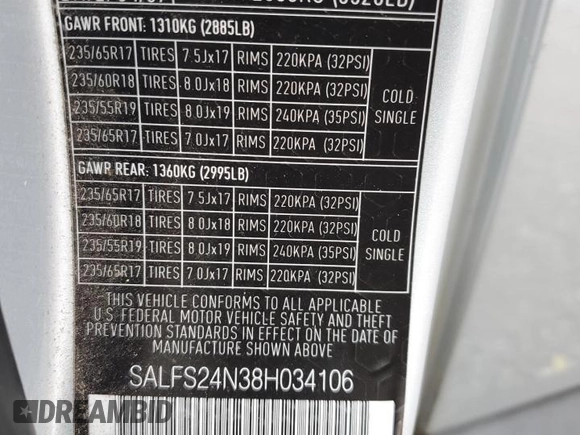 GAWR FRONT: 1310KG (2885LB)
235/65R17 TIRES 7.5Jx17 RIMS 220KPA (32PSI)
235/60R18 TIRES 8.0Jx18 RIMS 220KPA (32PSI)
235/55R19 TIRES 8.0Jx19 RIMS 240KPA (35PSI)
235/65R17 TIRES 7.0Jx17 RIMS 220KPA (32PSI)
COLD
SINGLE
GAWR REAR: 1360KG (2995LB)
235/65R17 TIRES 7.5Jx17 RIMS 220KPA (32PSI)
235/60R18 TIRES 8.0Jx18 RIMS 220KPA (32PSI)
235/55R19 TIRES 8.0Jx19 RIMS 240KPA (35PSI)
235/65R17 TIRES 7.0Jx17 RIMS 220KPA (32PSI)
COLD
SINGLE
THIS VEHICLE CONFORMS TO ALL APPLICABLE
U.S. FEDERAL MOTOR VEHICLE SAFETY AND THEFT
PREVENTION STANDARDS IN EFFECT ON THE DATE OF
MANUFACTURE SHOWN ABOVE
SALFS24N38H034106
DREAMBID